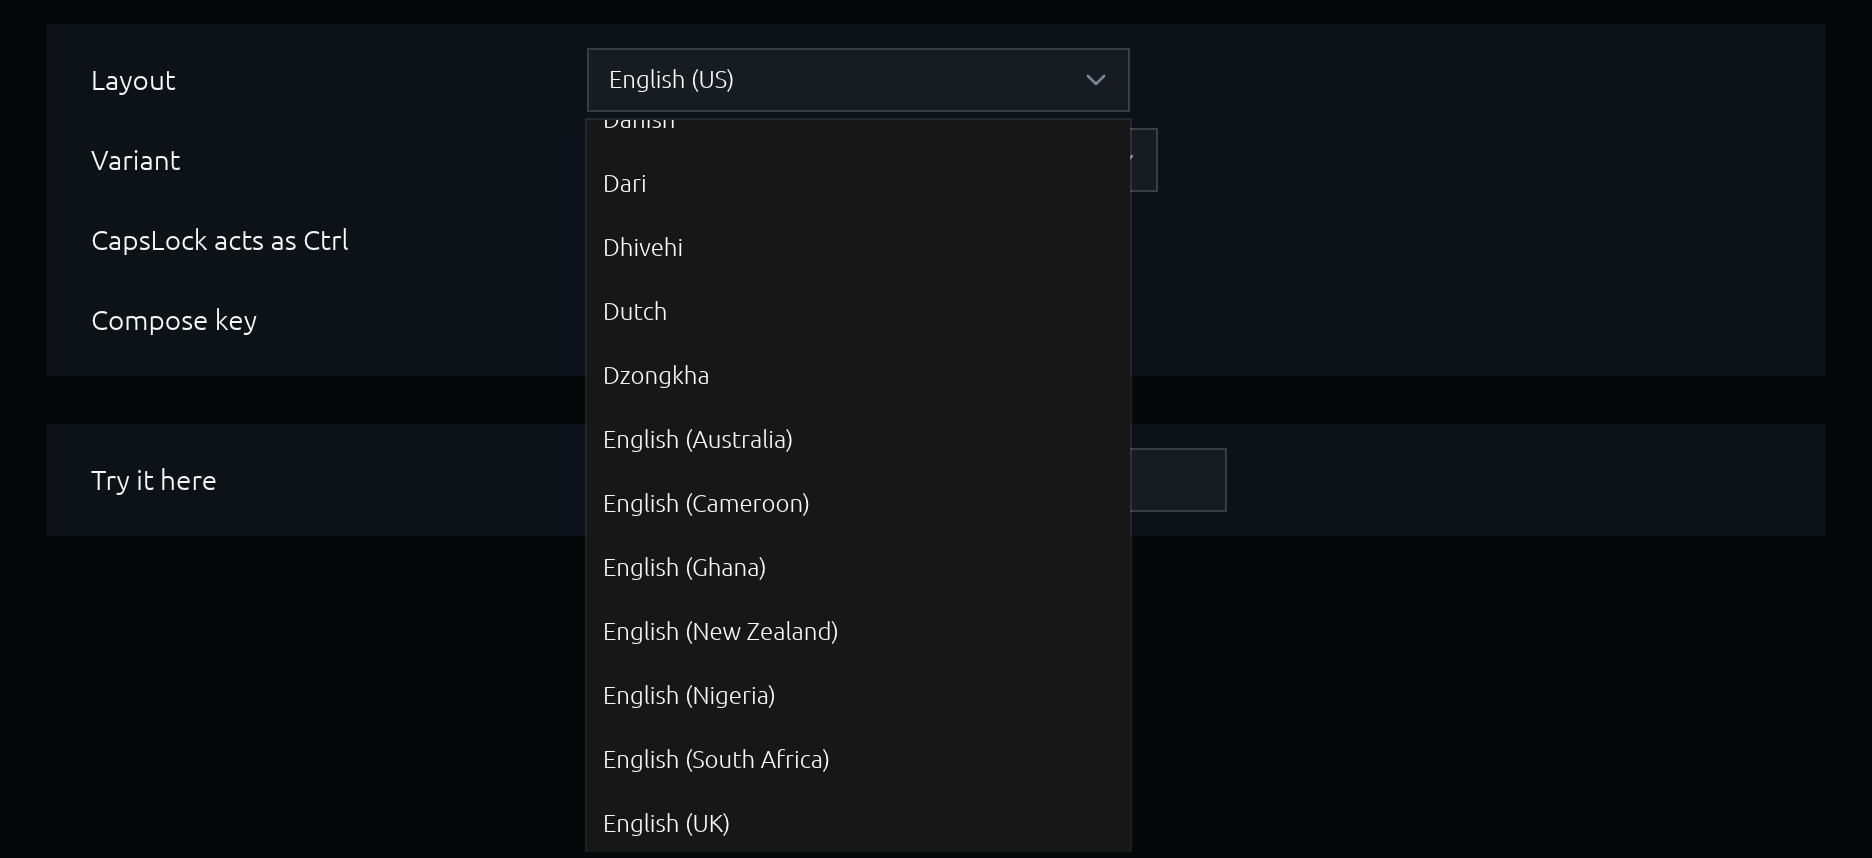 Layout
English (US)
Danish
Variant
Dari
CapsLock acts as Ctrl
Dhivehi
Compose key
Dutch
Dzongkha
English (Australia)
Try it here
English (Cameroon)
English (Ghana)
English (New Zealand)
English (Nigeria)
English (South Africa)
English (UK)